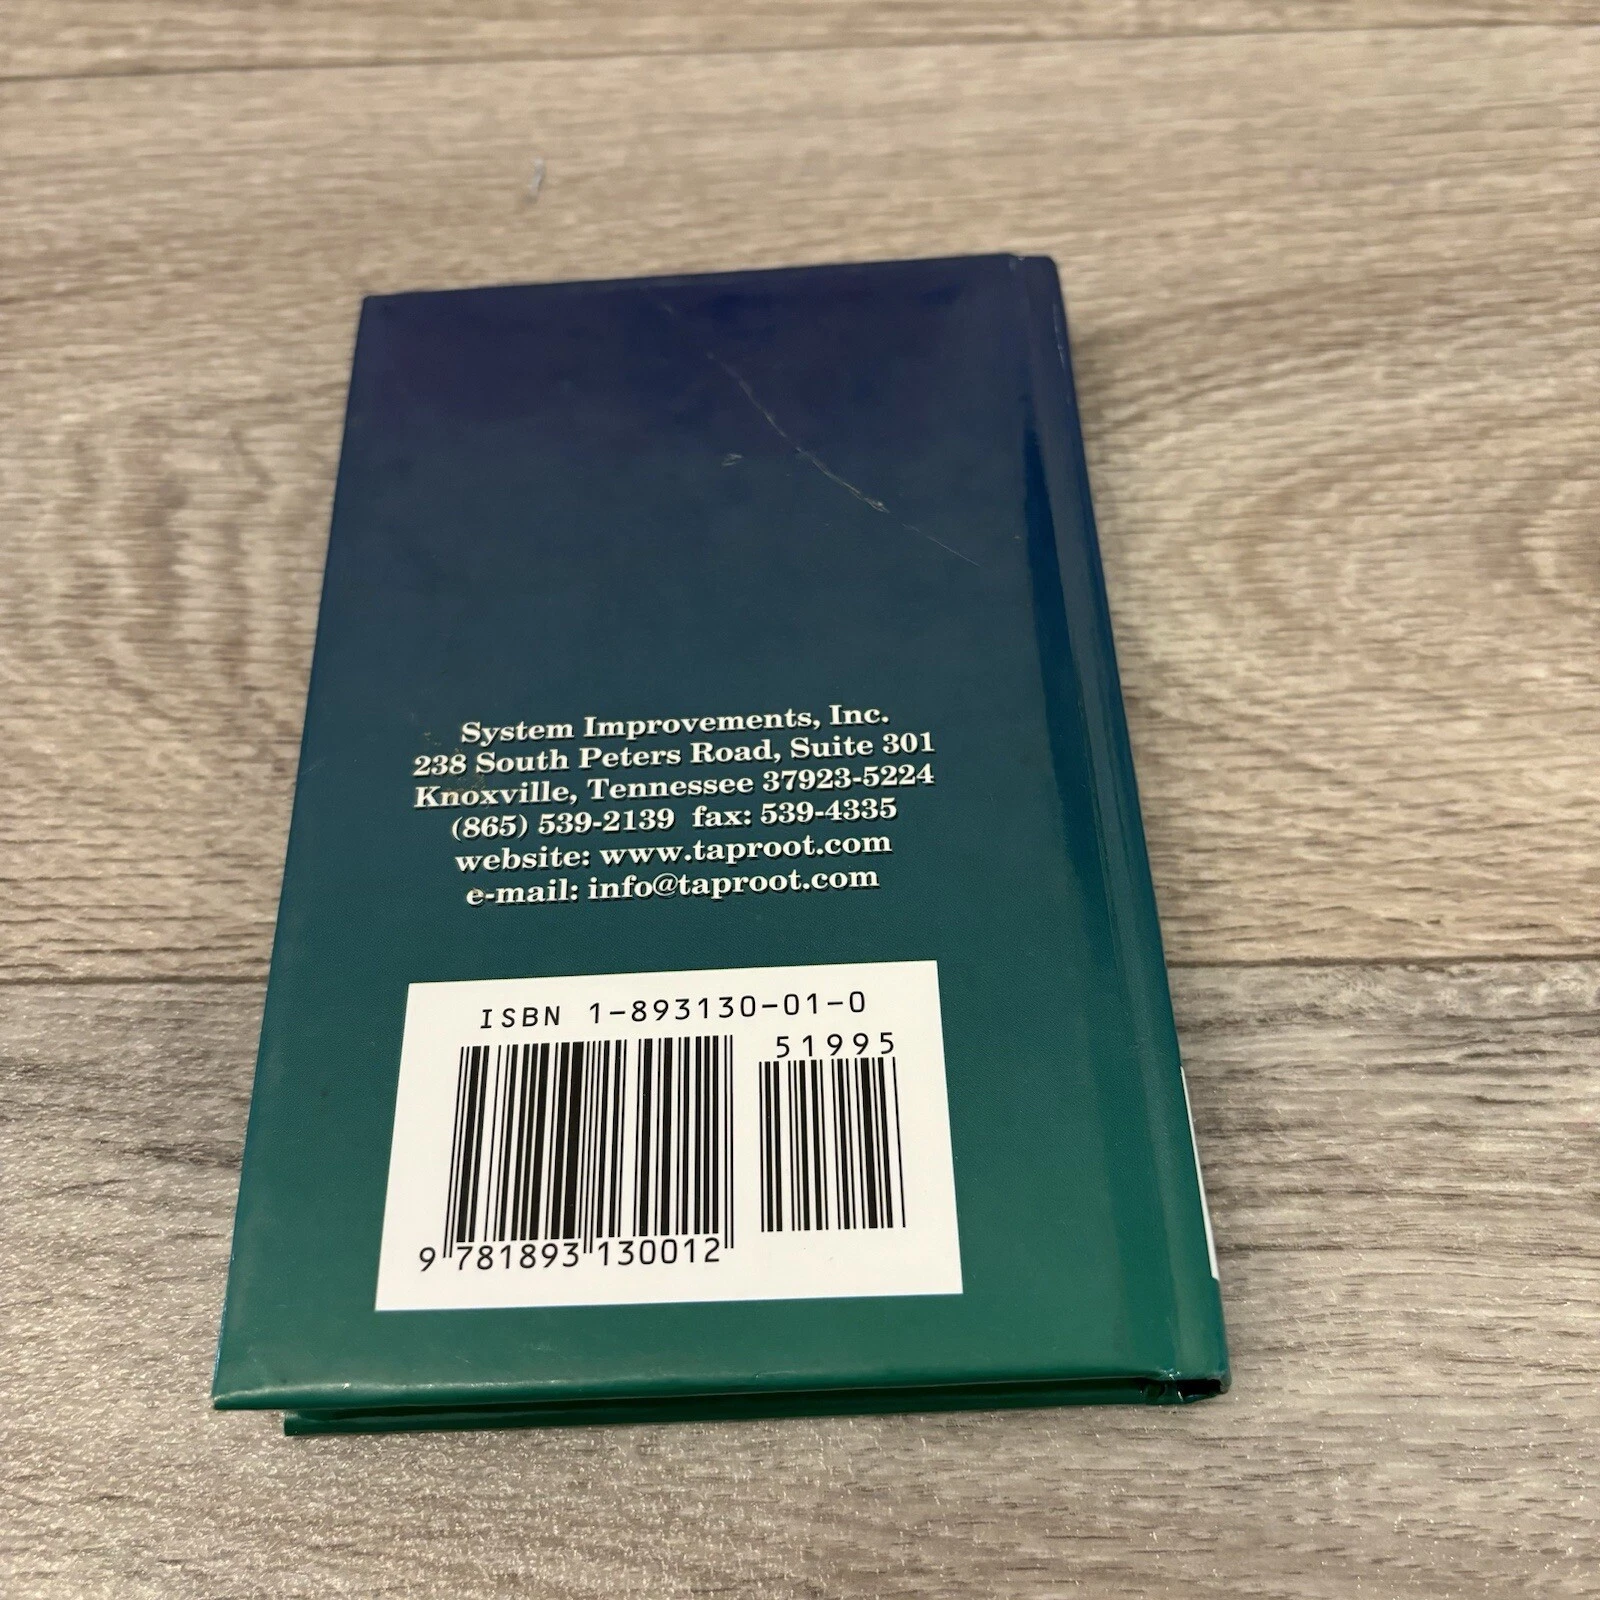 System Improvements, Inc.
238 South Peters Road, Suite 301
Knoxville, Tennessee 37923-5224
(865) 539-2139 fax: 539-4335
website: www.taproot.com
e-mail: info@taproot.com
ISBN 1-893130-01-0
51995
9 781893 130012